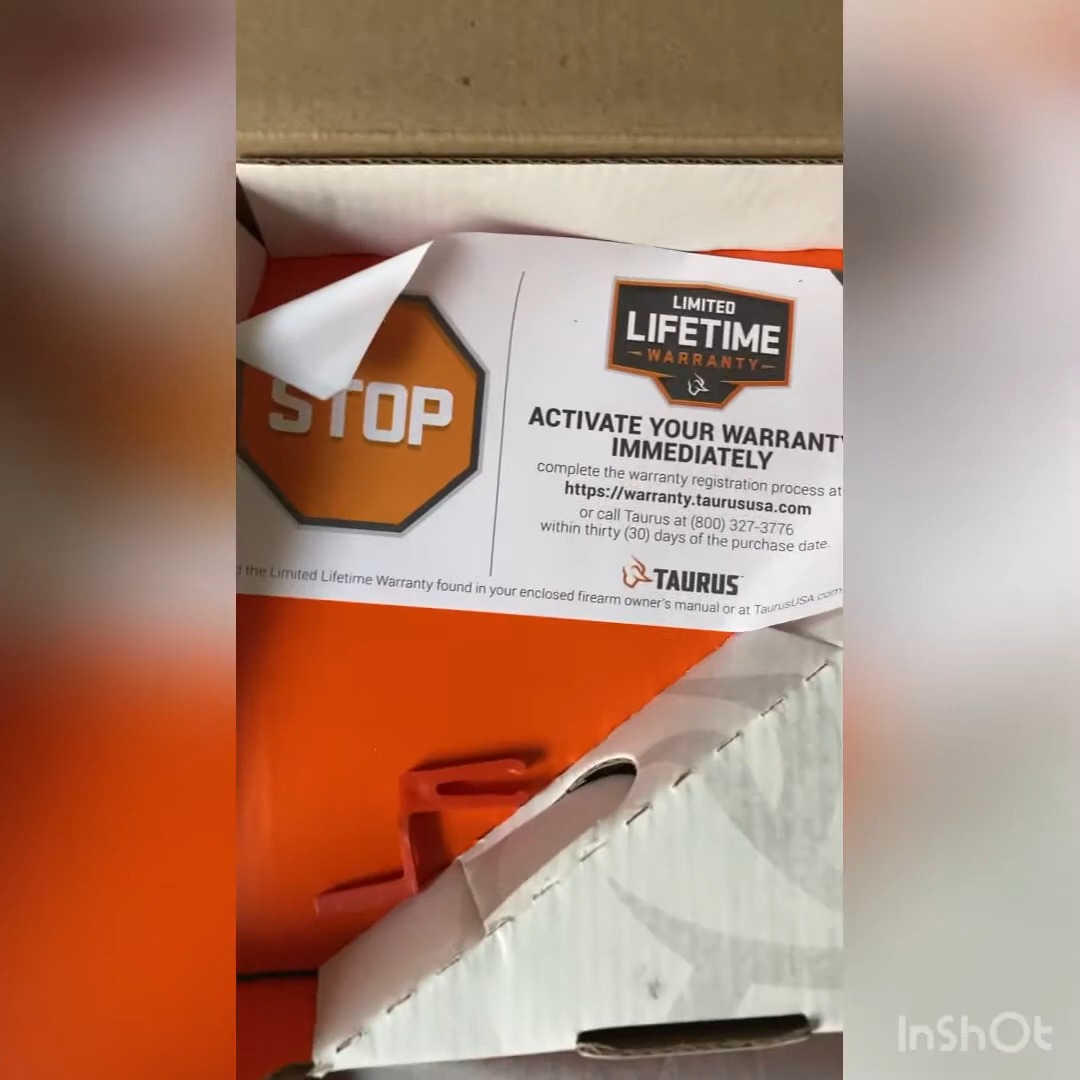 STOP
LIMITED
LIFETIME
WARRANTY
ACTIVATE YOUR WARRANTY
IMMEDIATELY
complete the warranty registration process at
https://warranty.taurususa.com
or call Taurus at (800) 327-3776
within thirty (30) days of the purchase date.
TAURUS
the Limited Lifetime Warranty found in your enclosed firearm owner's manual or at TaurusUSA.com
InShOt